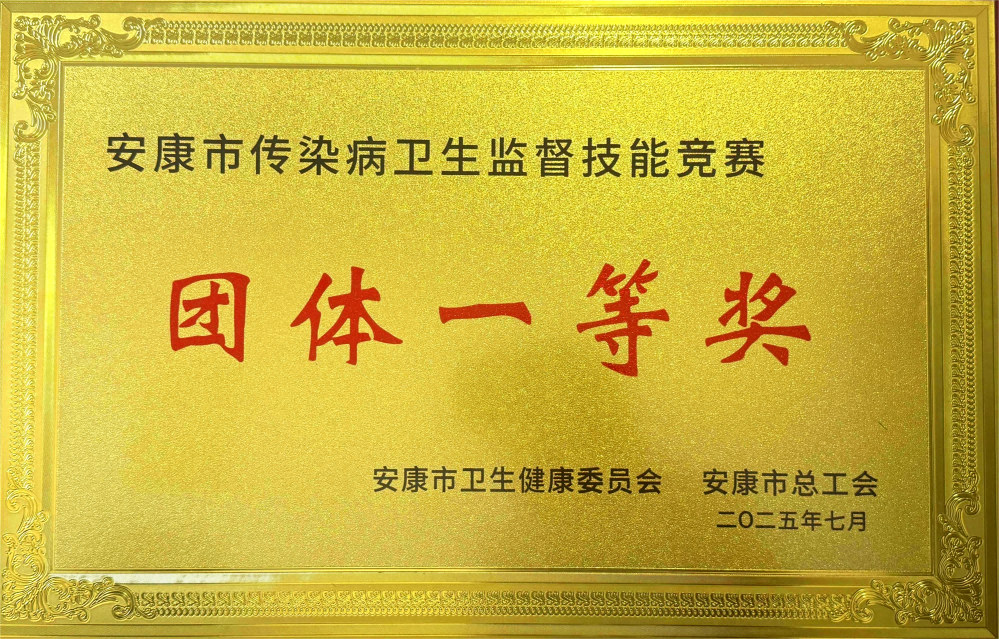 安康市传染病卫生监督技能竞赛
团体一等奖
安康市卫生健康委员会 安康市总工会
二〇二五年七月